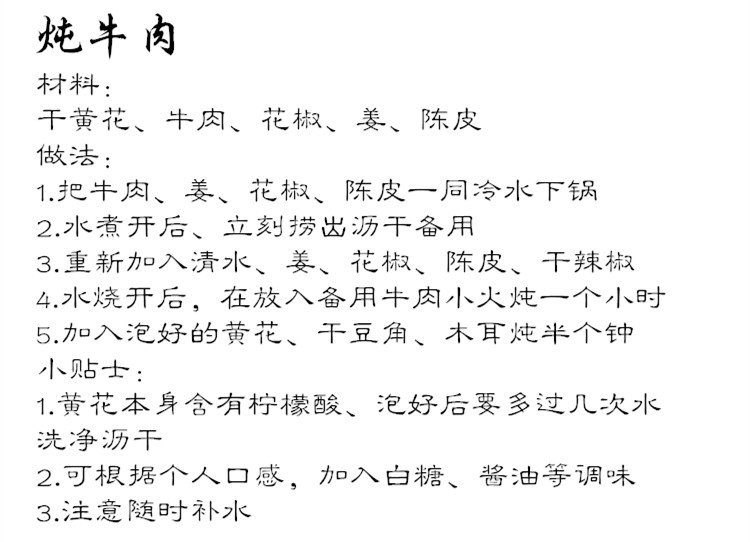 炖牛肉
材料：
干黄花、牛肉、花椒、姜、陈皮
做法：
1.把牛肉、姜、花椒、陈皮一同冷水下锅
2.水煮开后、立刻捞出沥干备用
3.重新加入清水、姜、花椒、陈皮、干辣椒
4.水烧开后，在放入备用牛肉小火炖一个小时
5.加入泡好的黄花、干豆角、木耳炖半个钟
小贴士：
1.黄花本身含有柠檬酸、泡好后要多过几次水
洗净沥干
2.可根据个人口感，加入白糖、酱油等调味
3.注意随时补水